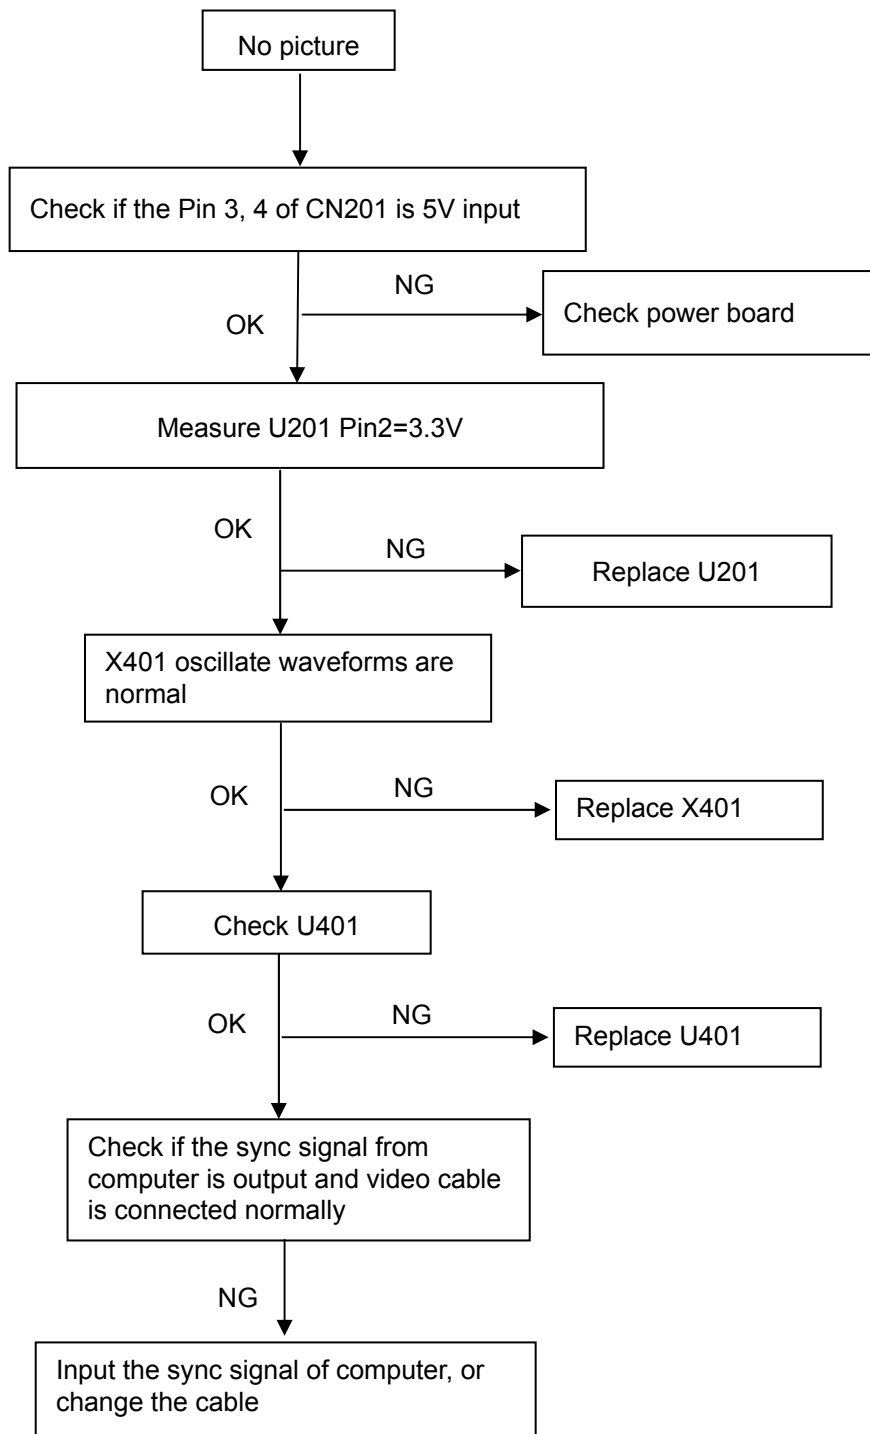 No picture
Check if the Pin 3, 4 of CN201 is 5V input
NG
OK
Check power board
Measure U201 Pin2=3.3V
OK
NG
Replace U201
X401 oscillate waveforms are
normal
OK
NG
Replace X401
Check U401
OK
NG
Replace U401
Check if the sync signal from
computer is output and video cable
is connected normally
NG
Input the sync signal of computer, or
change the cable